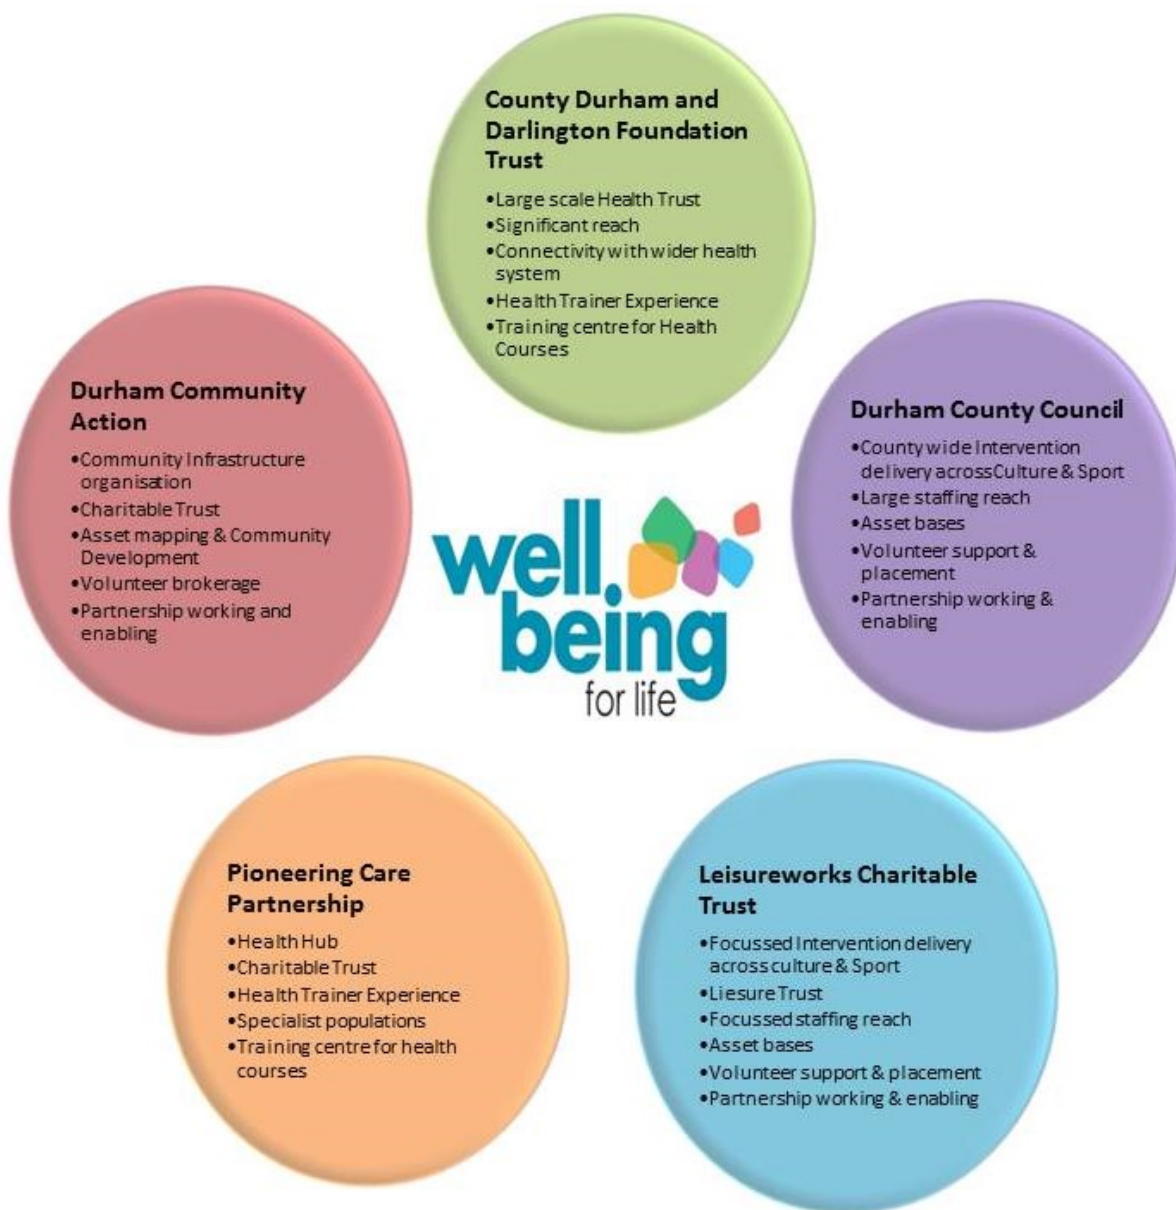 County Durham and
Darlington Foundation
Trust
•Large scale Health Trust
•Significant reach
•Connectivity with wider health
system
•Health Trainer Experience
•Training centre for Health
Courses
Durham Community
Action
•Community Infrastructure
organisation
•Charitable Trust
•Asset mapping & Community
Development
•Volunteer brokerage
•Partnership working and
enabling
Durham County Council
•County wide Intervention
delivery across Culture & Sport
•Large staffing reach
•Asset bases
•Volunteer support &
placement
•Partnership working &
enabling
well.
being
for life
Pioneering Care
Partnership
•Health Hub
•Charitable Trust
•Health Trainer Experience
•Specialist populations
•Training centre for health
courses
Leisureworks Charitable
Trust
•Focussed Intervention delivery
across culture & Sport
•Liesure Trust
•Focussed staffing reach
•Asset bases
•Volunteer support & placement
•Partnership working & enabling